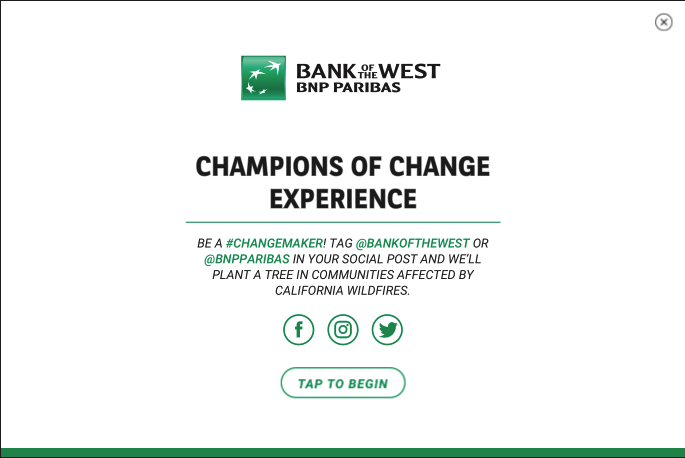 BANK OF THE WEST
BNP PARIBAS
CHAMPIONS OF CHANGE
EXPERIENCE
BE A #CHANGEMAKER! TAG @BANKOFTHEWEST OR
@BNPPARIBAS IN YOUR SOCIAL POST AND WE'LL
PLANT A TREE IN COMMUNITIES AFFECTED BY
CALIFORNIA WILDFIRES.
TAP TO BEGIN